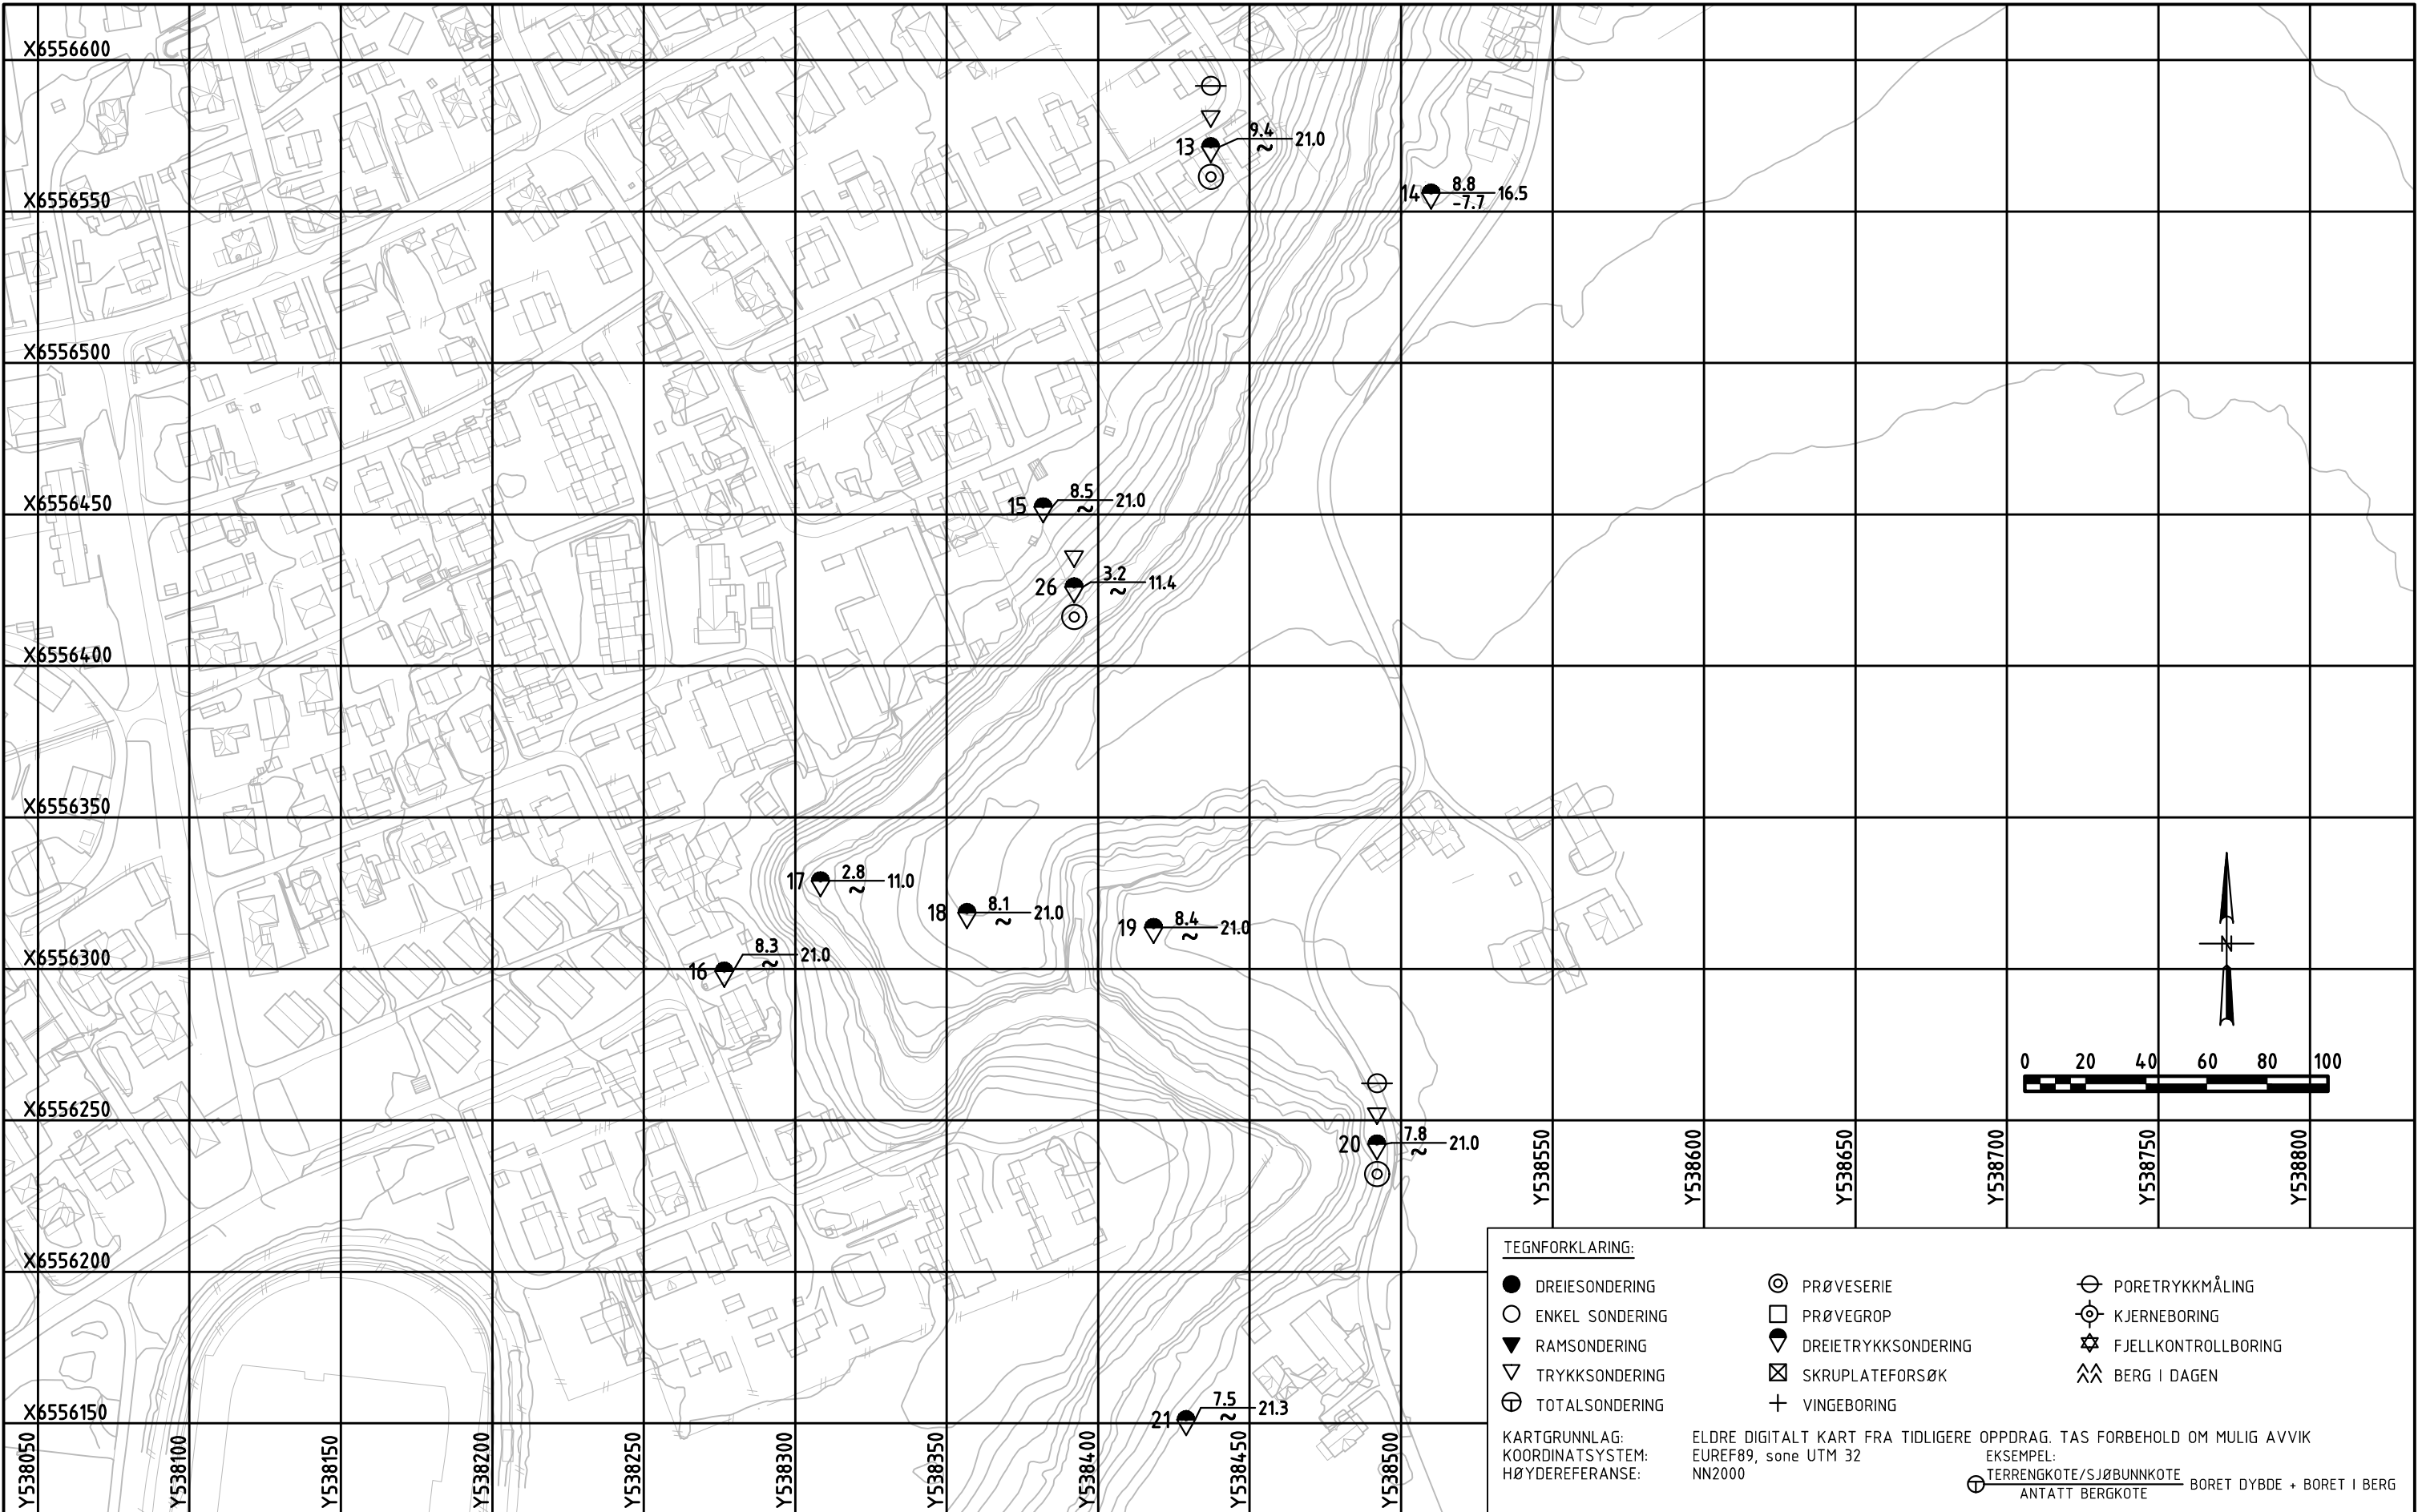 X6556600
9.4
13 ~ 21.0
8.8
14 -7.7 16.5
X6556550
X6556500
8.5
15 ~ 21.0
X6556450
3.2
26 ~ 11.4
X6556400
X6556350
2.8
17 ~ 11.0
8.1
18 ~ 21.0
8.4
19 ~ 21.0
8.3
16 ~ 21.0
X6556300
N
0 20 40 60 80 100
X6556250
7.8
20 ~ 21.0
X6556200
7.5
21 ~ 21.3
X6556150
Y538050
Y538100
Y538150
Y538200
Y538250
Y538300
Y538350
Y538400
Y538450
Y538500
Y538550
Y538600
Y538650
Y538700
Y538750
Y538800
TEGNFORKLARING:
DREIESONDERING
ENKEL SONDERING
RAMSONDERING
TRYKKSONDERING
TOTALSONDERING
PRØVESERIE
PRØVEGROP
DREIETRYKKSONDERING
SKRUPLATEFORSØK
VINGEBORING
PORETRYKKMÅLING
KJERNEBORING
FJELLKONTROLLBORING
BERG I DAGEN
KARTGRUNNLAG: ELDRE DIGITALT KART FRA TIDLIGERE OPPDRAG. TAS FORBEHOLD OM MULIG AVVIK
KOORDINATSYSTEM: EUREF89, sone UTM 32
HØYDEREFERANSE: NN2000
EKSEMPEL:
TERRENGKOTE/SJØBUNNKOTE
ANTATT BERGKOTE
BORET DYBDE + BORET I BERG